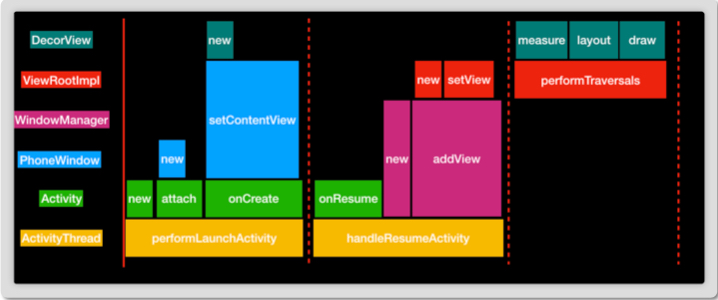 DecorView new measure layout draw
ViewRootImpl new setView performTraversals
WindowManager setContentView
PhoneWindow new new addView
Activity new attach onCreate onResume
ActivityThread performLaunchActivity handleResumeActivity